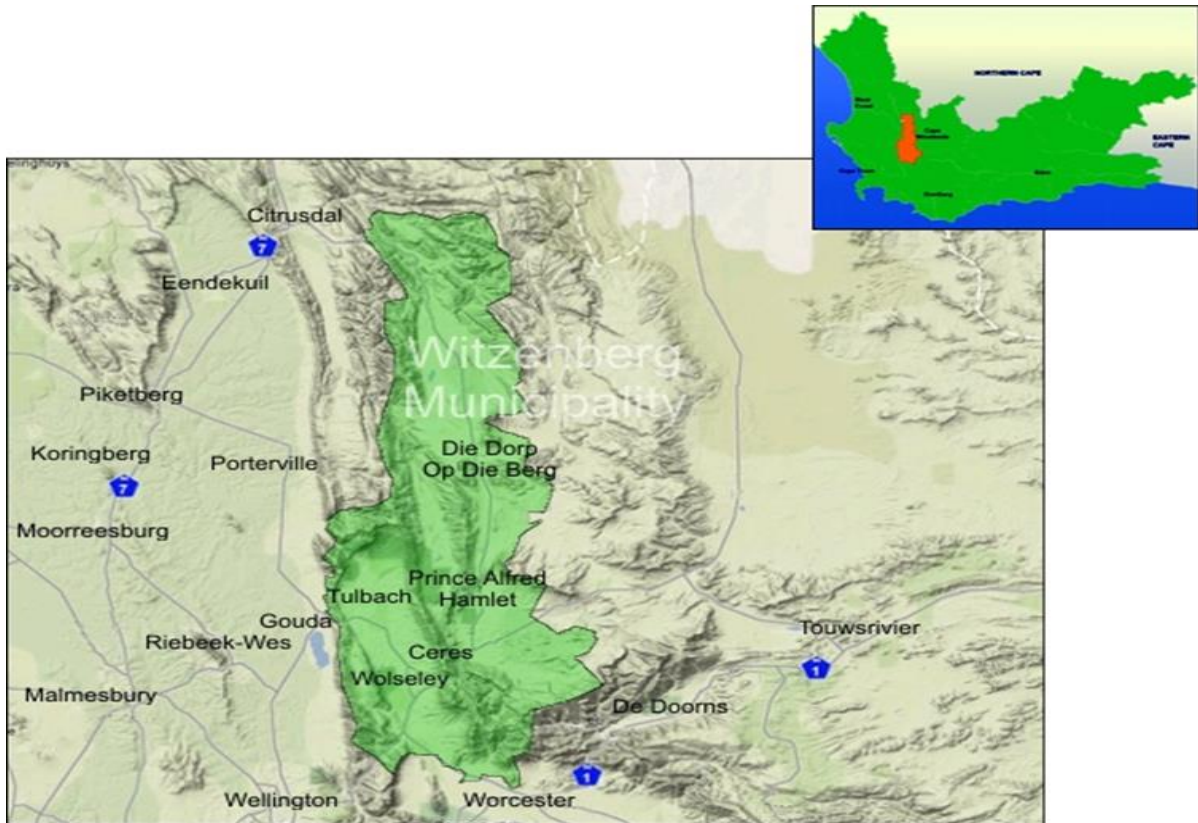 NORTHERN CAPE
EASTERN
CAPE
elinghuys
Citrusdal
7
Eendekuil
Witzenberg
Municipality
Piketberg
Die Dorp
Op Die Berg
Koringberg
Porterville
7
Moorreesburg
Prince Alfred
Hamlet
Tulbach
Gouda
Riebeek-Wes
Touwsrivier
Ceres
Wolseley
1
Malmesbury
De Doorns
1
Wellington
Worcester